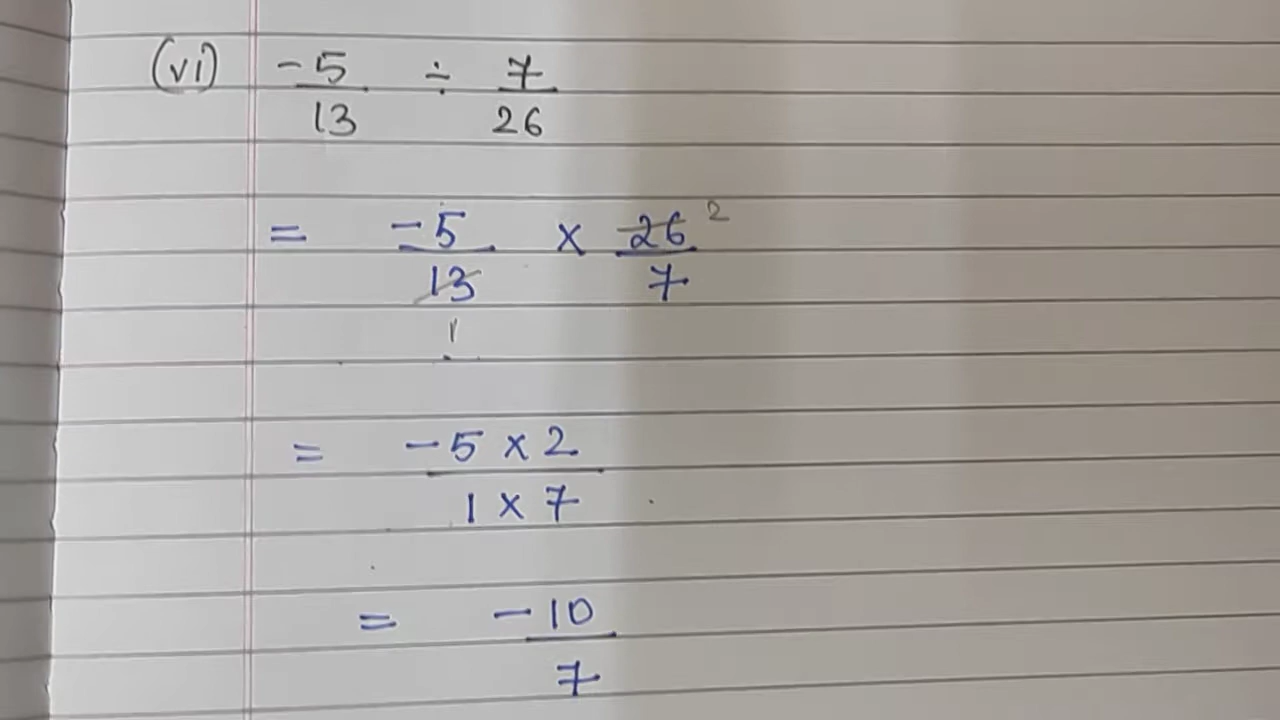 (vi) -5/13 ÷ 7/26
= -5/13 × 26/7 2
1
= -5 × 2 / 1 × 7
= -10/7